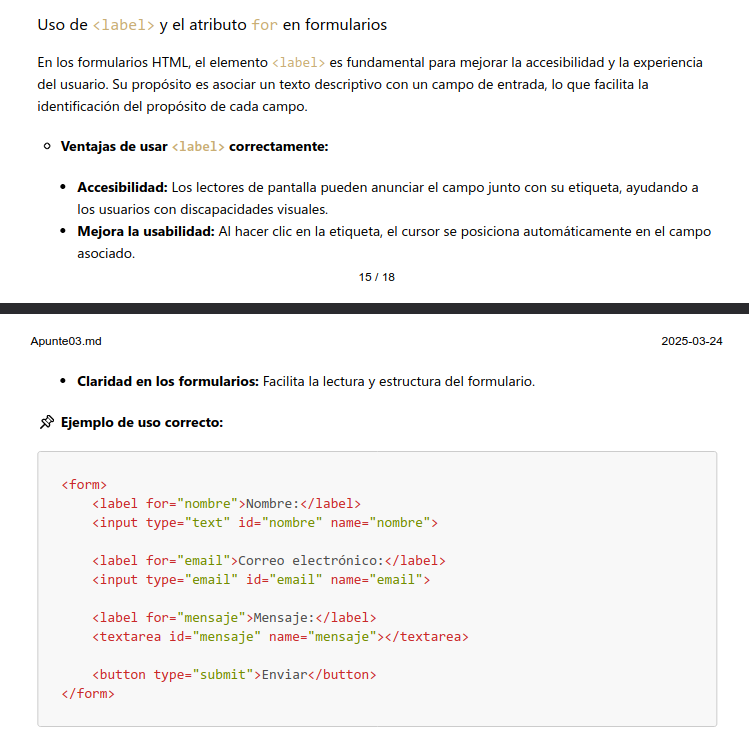 Uso de <label> y el atributo for en formularios
En los formularios HTML, el elemento <label> es fundamental para mejorar la accesibilidad y la experiencia
del usuario. Su propósito es asociar un texto descriptivo con un campo de entrada, lo que facilita la
identificación del propósito de cada campo.
Ventajas de usar <label> correctamente:
Accesibilidad: Los lectores de pantalla pueden anunciar el campo junto con su etiqueta, ayudando a
los usuarios con discapacidades visuales.
Mejora la usabilidad: Al hacer clic en la etiqueta, el cursor se posiciona automáticamente en el campo
asociado.
15 / 18
Apunte03.md 2025-03-24
Claridad en los formularios: Facilita la lectura y estructura del formulario.
Ejemplo de uso correcto:
<form>
    <label for="nombre">Nombre:</label>
    <input type="text" id="nombre" name="nombre">

    <label for="email">Correo electrónico:</label>
    <input type="email" id="email" name="email">

    <label for="mensaje">Mensaje:</label>
    <textarea id="mensaje" name="mensaje"></textarea>

    <button type="submit">Enviar</button>
</form>